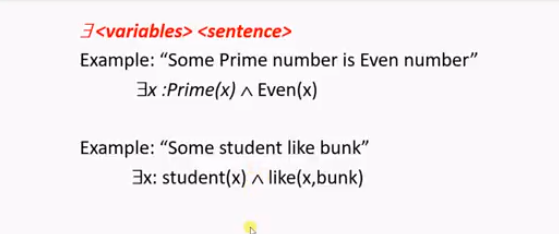 ∃ <variables> <sentence>
Example: “Some Prime number is Even number”
∃x :Prime(x) ∧ Even(x)
Example: “Some student like bunk”
∃x: student(x) ∧ like(x,bunk)